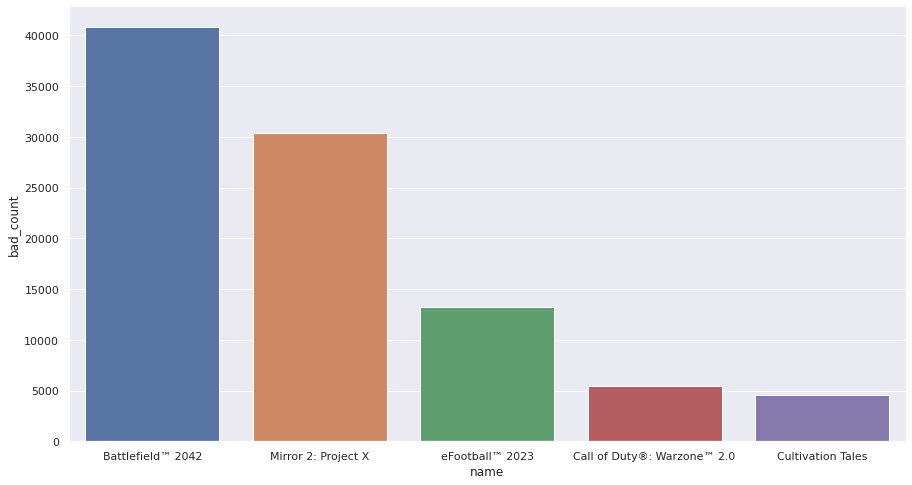 40000
35000
30000
25000
20000
15000
10000
5000
0
bad_count
Battlefield™ 2042
Mirror 2: Project X
eFootball™ 2023
Call of Duty®: Warzone™ 2.0
Cultivation Tales
name